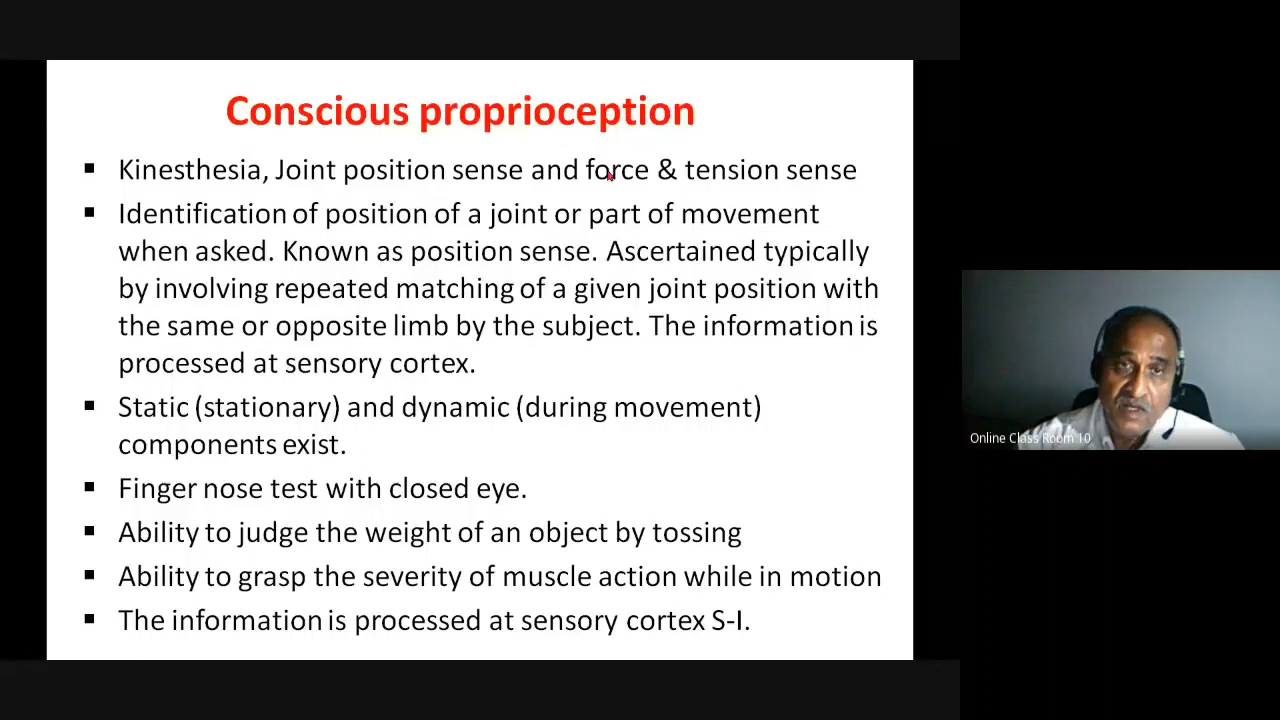 Conscious proprioception
▪ Kinesthesia, Joint position sense and force & tension sense
▪ Identification of position of a joint or part of movement
when asked. Known as position sense. Ascertained typically
by involving repeated matching of a given joint position with
the same or opposite limb by the subject. The information is
processed at sensory cortex.
▪ Static (stationary) and dynamic (during movement)
components exist.
▪ Finger nose test with closed eye.
▪ Ability to judge the weight of an object by tossing
▪ Ability to grasp the severity of muscle action while in motion
▪ The information is processed at sensory cortex S-I.
Online Class Room 10